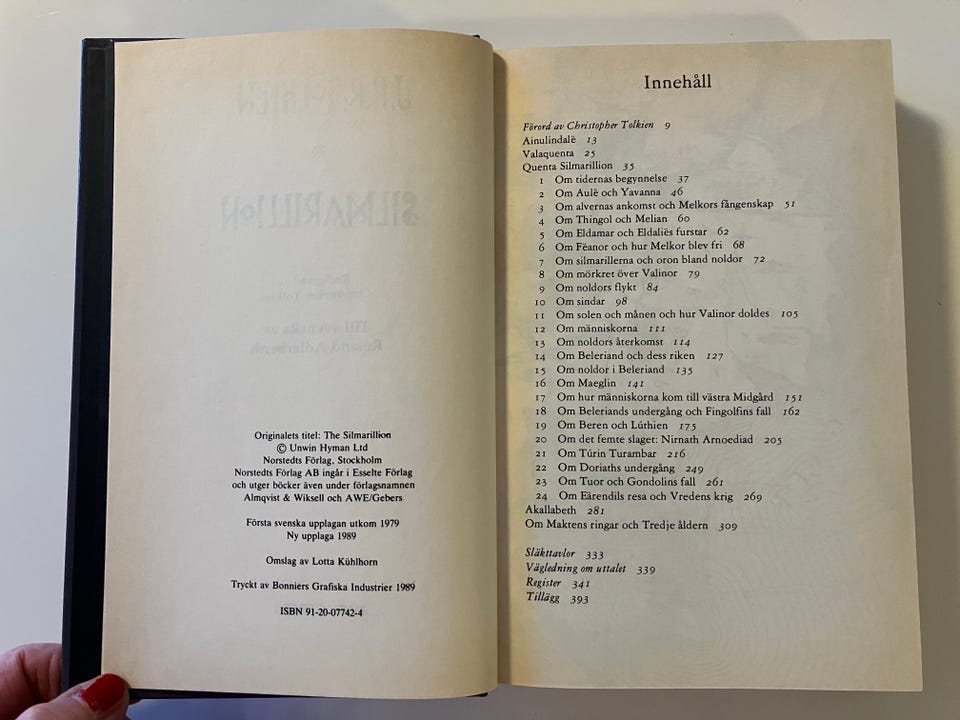 Originalets titel: The Silmarillion
© Unwin Hyman Ltd
Norstedts Förlag, Stockholm
Norstedts Förlag AB ingår i Esselte Förlag
och utger böcker även under förlagsnamnen
Almqvist & Wiksell och AWE/Gebers
Första svenska upplagan utkom 1979
Ny upplaga 1989
Omslag av Lotta Kühlhorn
Tryckt av Bonniers Grafiska Industrier 1989
ISBN 91-20-07742-4
Innehåll
Förord av Christopher Tolkien 9
Ainulindalë 13
Valaquenta 25
Quenta Silmarillion 35
1 Om tidernas begynnelse 37
2 Om Aulë och Yavanna 46
3 Om alvernas ankomst och Melkors fångenskap 51
4 Om Thingol och Melian 60
5 Om Eldamar och Eldaliës furstar 62
6 Om Fëanor och hur Melkor blev fri 68
7 Om silmarillerna och oron bland noldor 72
8 Om mörkret över Valinor 79
9 Om noldors flykt 84
10 Om sindar 98
11 Om solen och månen och hur Valinor doldes 105
12 Om människorna 111
13 Om noldors återkomst 114
14 Om Beleriand och dess riken 127
15 Om noldor i Beleriand 135
16 Om Maeglin 141
17 Om hur människorna kom till västra Midgård 151
18 Om Beleriands undergång och Fingolfins fall 162
19 Om Beren och Lúthien 175
20 Om det femte slaget: Nirnath Arnoediad 205
21 Om Túrin Turambar 216
22 Om Doriaths undergång 249
23 Om Tuor och Gondolins fall 261
24 Om Eärendils resa och Vredens krig 269
Akallabeth 281
Om Maktens ringar och Tredje åldern 309
Släkttavlor 333
Vägledning om uttalet 339
Register 341
Tillägg 393